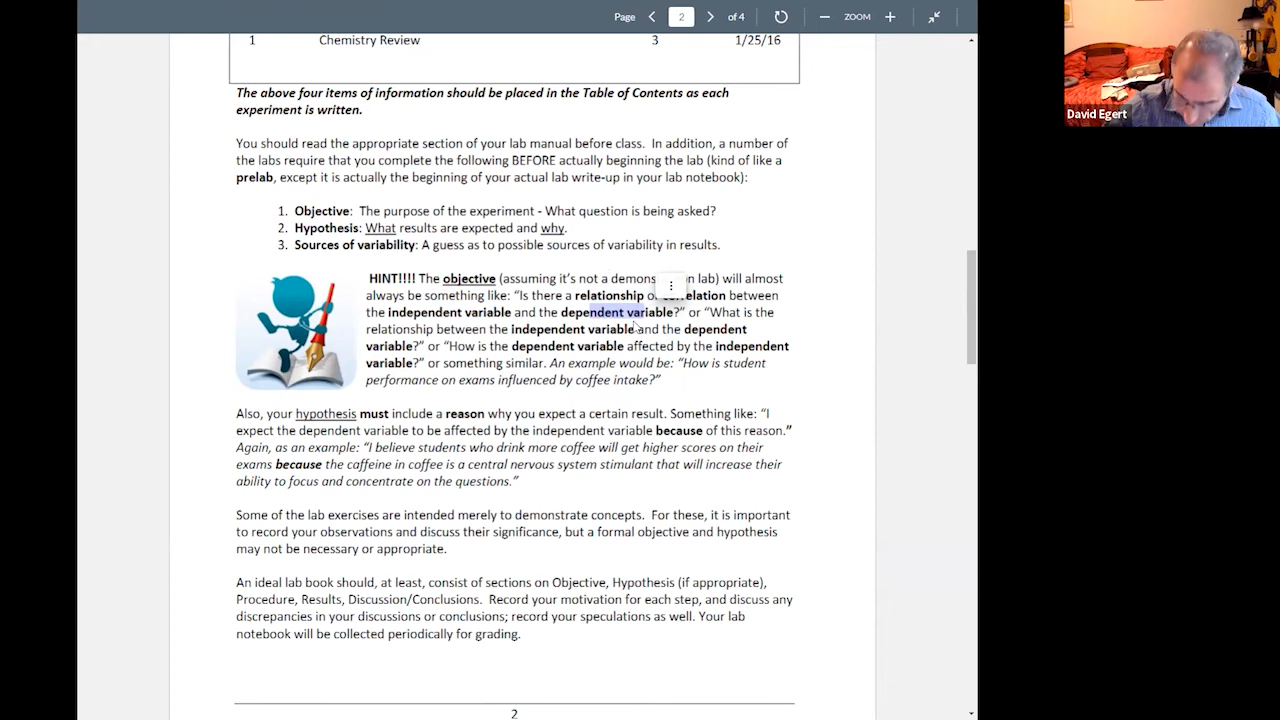 Page 2 of 4 ZOOM
David Egert
1 Chemistry Review 3 1/25/16
The above four items of information should be placed in the Table of Contents as each
experiment is written.
You should read the appropriate section of your lab manual before class. In addition, a number of
the labs require that you complete the following BEFORE actually beginning the lab (kind of like a
prelab, except it is actually the beginning of your actual lab write-up in your lab notebook):
1. Objective: The purpose of the experiment - What question is being asked?
2. Hypothesis: What results are expected and why.
3. Sources of variability: A guess as to possible sources of variability in results.
HINT!!!! The objective (assuming it's not a demons n lab) will almost
always be something like: "Is there a relationship or correlation between
the independent variable and the dependent variable?" or "What is the
relationship between the independent variable and the dependent
variable?" or "How is the dependent variable affected by the independent
variable?" or something similar. An example would be: "How is student
performance on exams influenced by coffee intake?"
Also, your hypothesis must include a reason why you expect a certain result. Something like: "I
expect the dependent variable to be affected by the independent variable because of this reason."
Again, as an example: "I believe students who drink more coffee will get higher scores on their
exams because the caffeine in coffee is a central nervous system stimulant that will increase their
ability to focus and concentrate on the questions."
Some of the lab exercises are intended merely to demonstrate concepts. For these, it is important
to record your observations and discuss their significance, but a formal objective and hypothesis
may not be necessary or appropriate.
An ideal lab book should, at least, consist of sections on Objective, Hypothesis (if appropriate),
Procedure, Results, Discussion/Conclusions. Record your motivation for each step, and discuss any
discrepancies in your discussions or conclusions; record your speculations as well. Your lab
notebook will be collected periodically for grading.
2